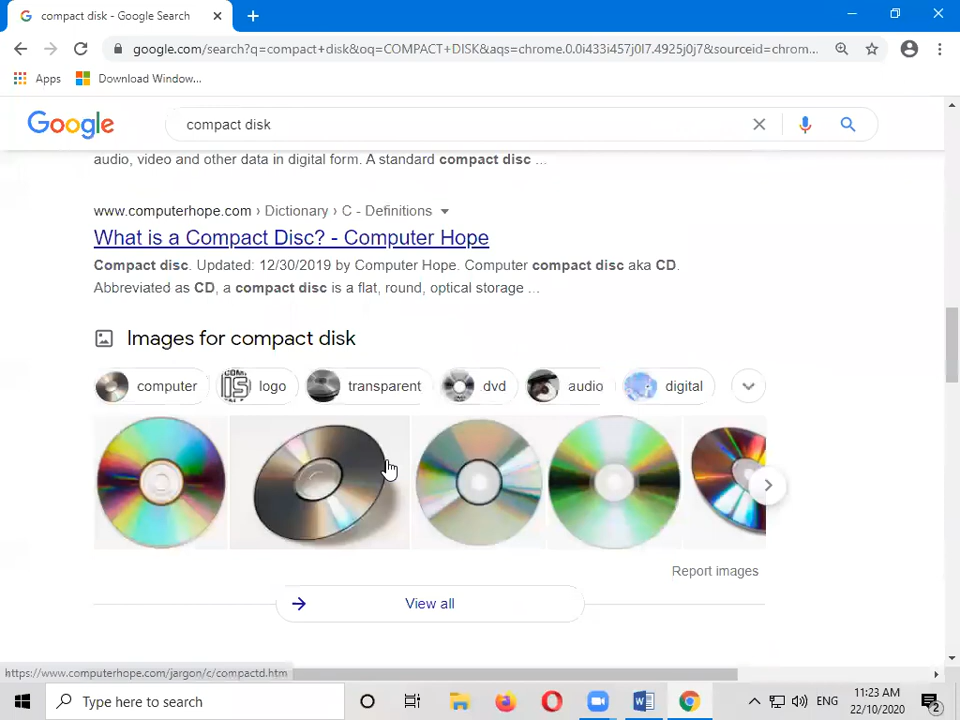 compact disk - Google Search
google.com/search?q=compact+disk&oq=COMPACT+DISK&aqs=chrome.0.0i433i457j0l7.4925j0j7&sourceid=chrom...
Apps
Download Window...
Google
compact disk
audio, video and other data in digital form. A standard compact disc ...
www.computerhope.com › Dictionary › C - Definitions
What is a Compact Disc? - Computer Hope
Compact disc. Updated: 12/30/2019 by Computer Hope. Computer compact disc aka CD.
Abbreviated as CD, a compact disc is a flat, round, optical storage ...
Images for compact disk
computer
logo
transparent
dvd
audio
digital
Report images
View all
https://www.computerhope.com/jargon/c/compactd.htm
Type here to search
ENG
11:23 AM
22/10/2020
2